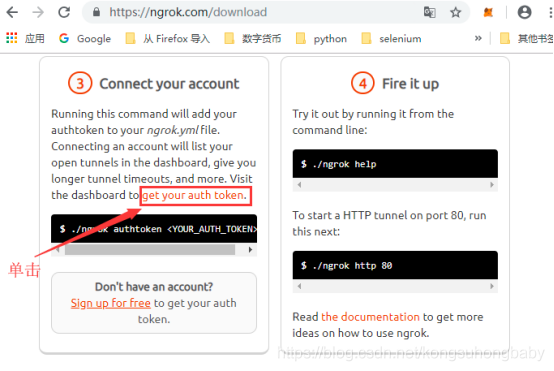 https://ngrok.com/download
应用 Google 从 Firefox 导入 数字货币 python selenium » 其他书签
3 Connect your account
Running this command will add your
authtoken to your ngrok.yml file.
Connecting an account will list your
open tunnels in the dashboard, give you
longer tunnel timeouts, and more. Visit
the dashboard to get your auth token.
$ ./ngrok authtoken <YOUR_AUTH_TOKEN>
单击
Don't have an account?
Sign up for free to get your auth
token.
4 Fire it up
Try it out by running it from the
command line:
$ ./ngrok help
To start a HTTP tunnel on port 80, run
this next:
$ ./ngrok http 80
Read the documentation to get more
ideas on how to use ngrok.
https://blog.csdn.net/kongsuhongbaby